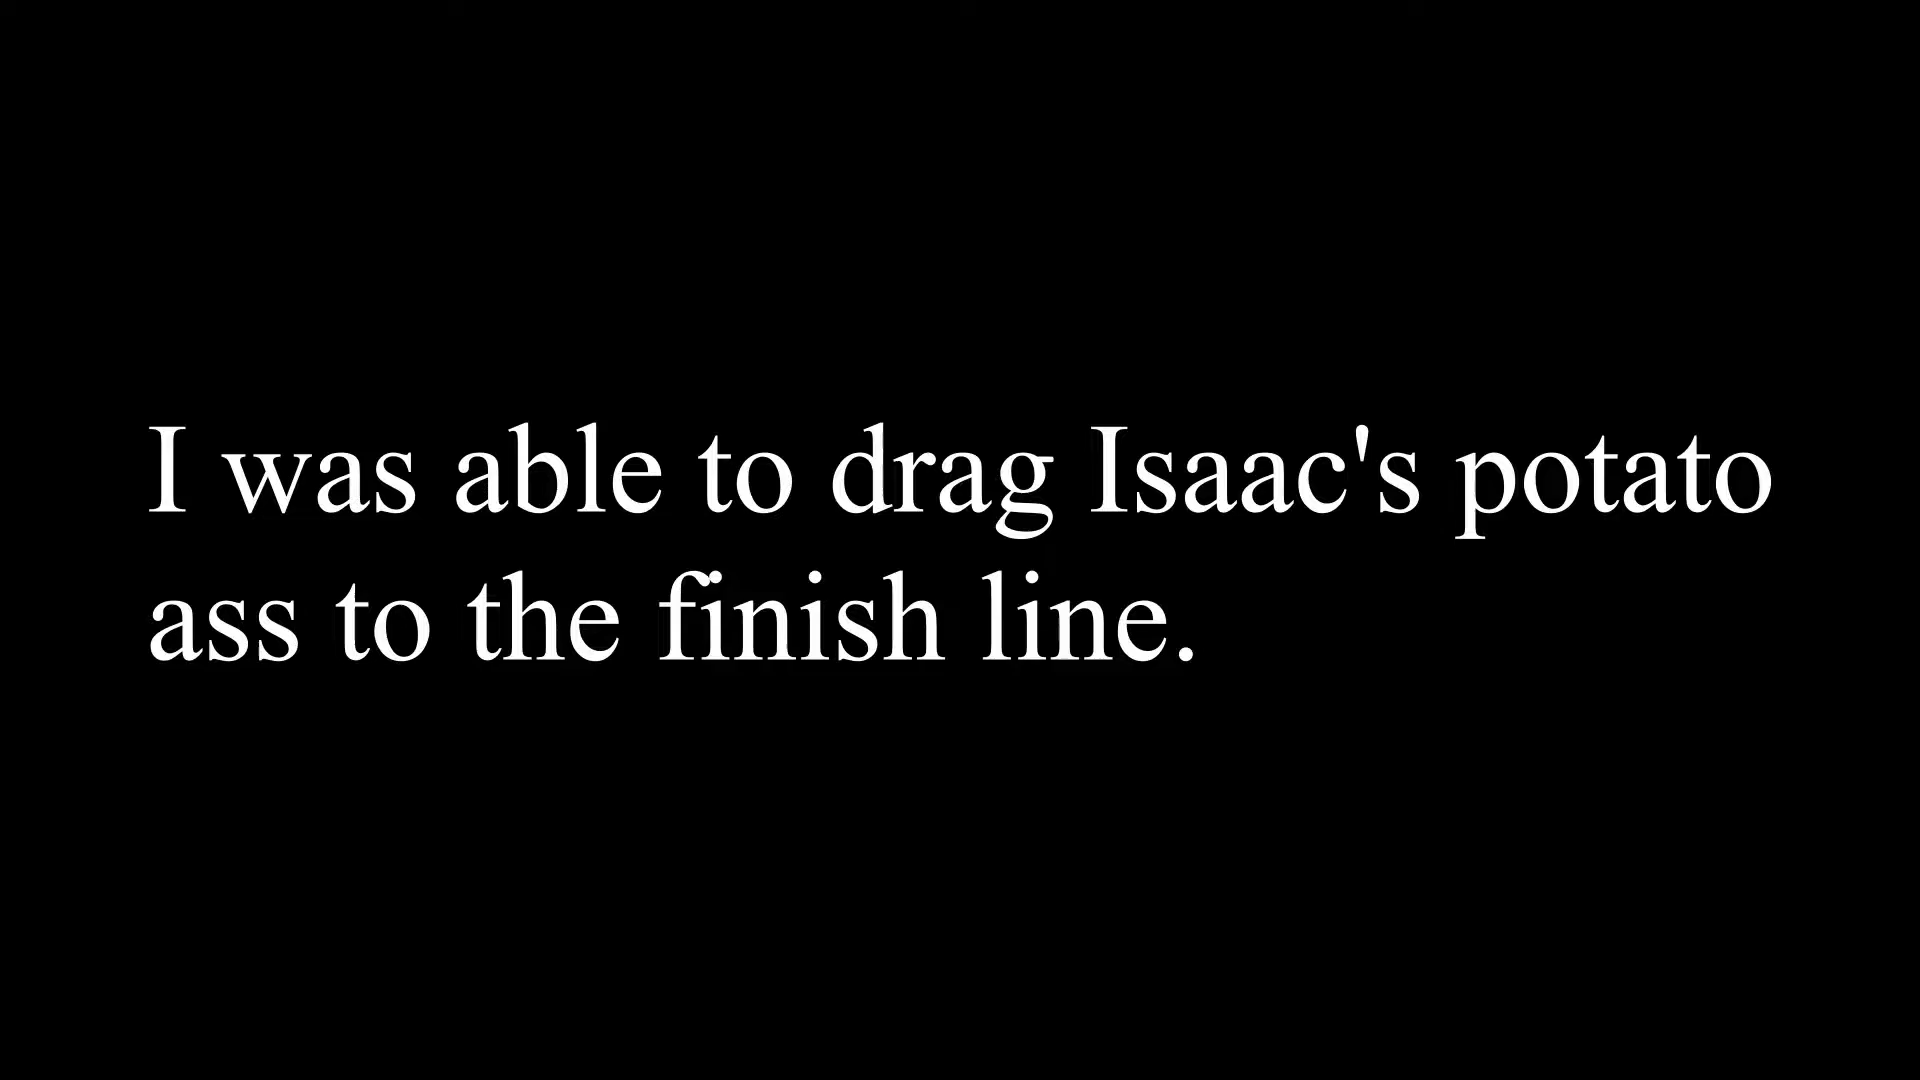 I was able to drag Isaac's potato
ass to the finish line.